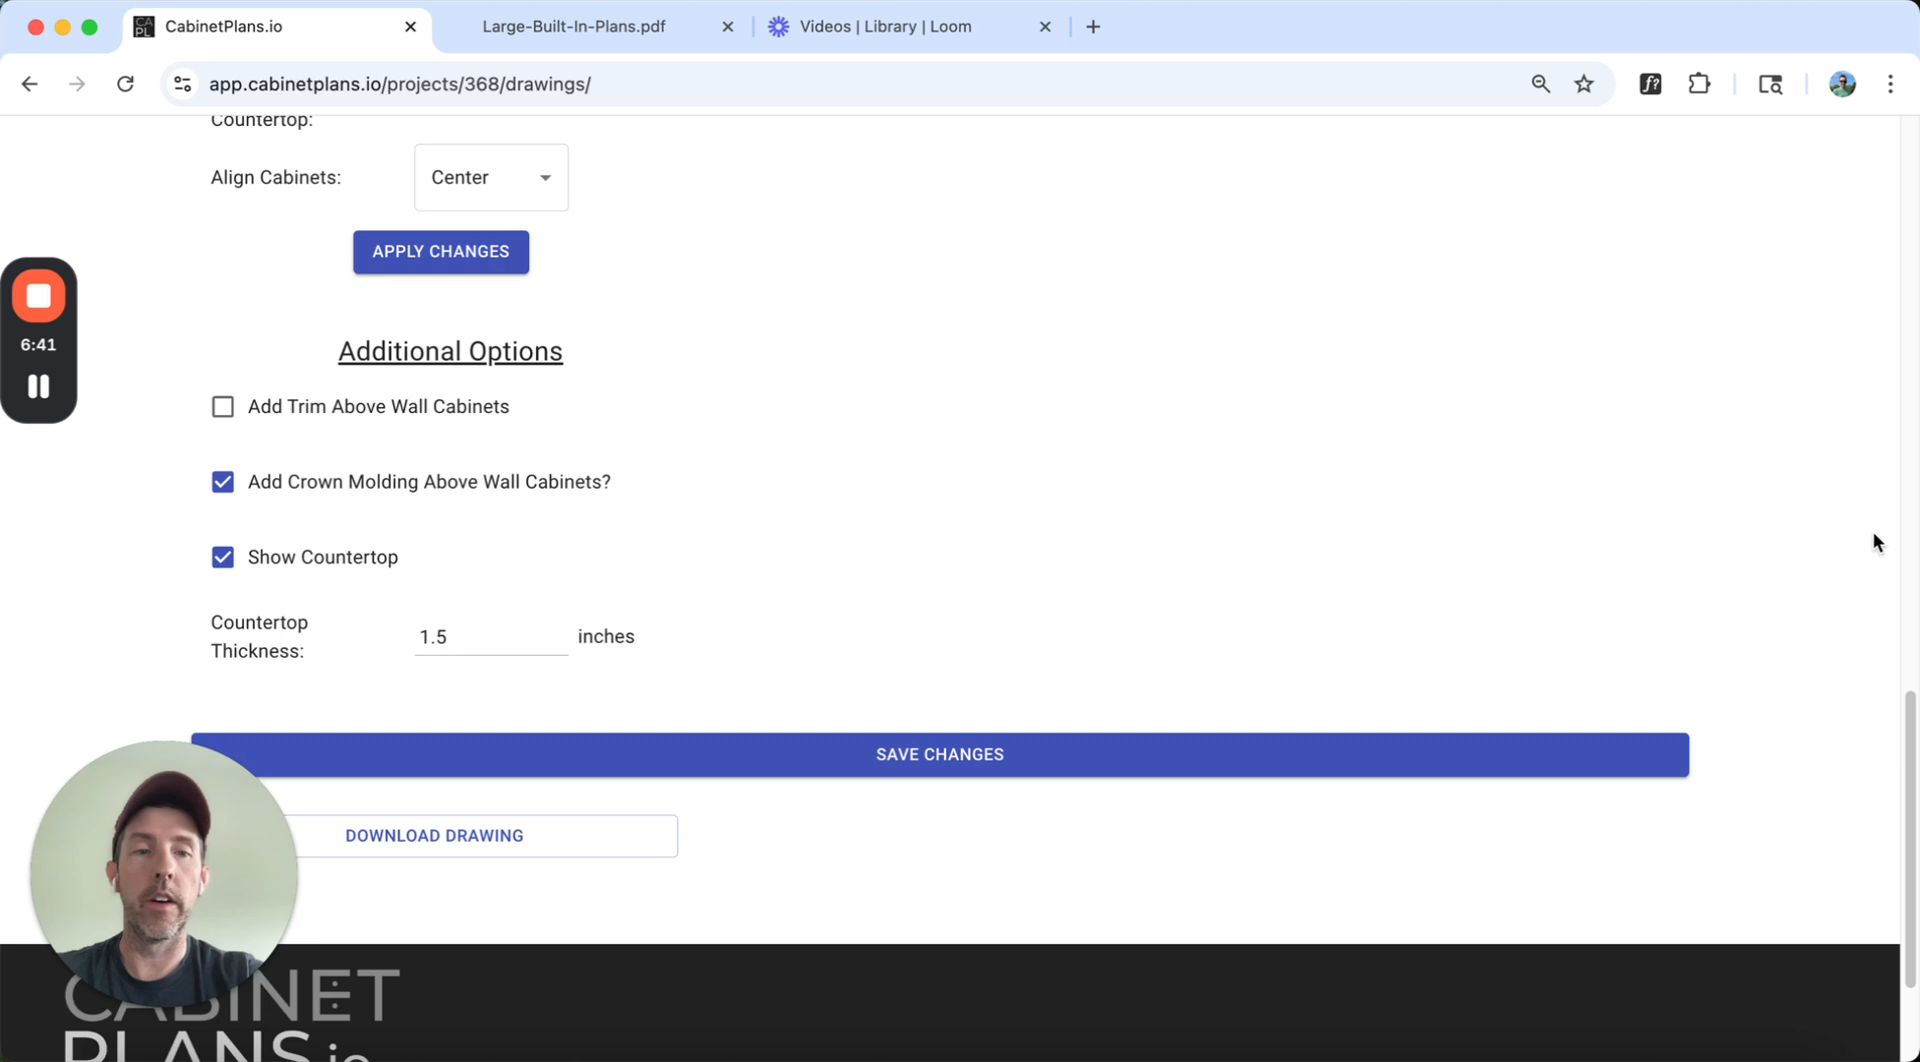 CabinetPlans.io
Large-Built-In-Plans.pdf
Videos | Library | Loom
app.cabinetplans.io/projects/368/drawings/
Countertop:
Align Cabinets:
Center
APPLY CHANGES
6:41
Additional Options
Add Trim Above Wall Cabinets
Add Crown Molding Above Wall Cabinets?
Show Countertop
Countertop
Thickness:
1.5
inches
SAVE CHANGES
DOWNLOAD DRAWING
CABINET
PLANS.io